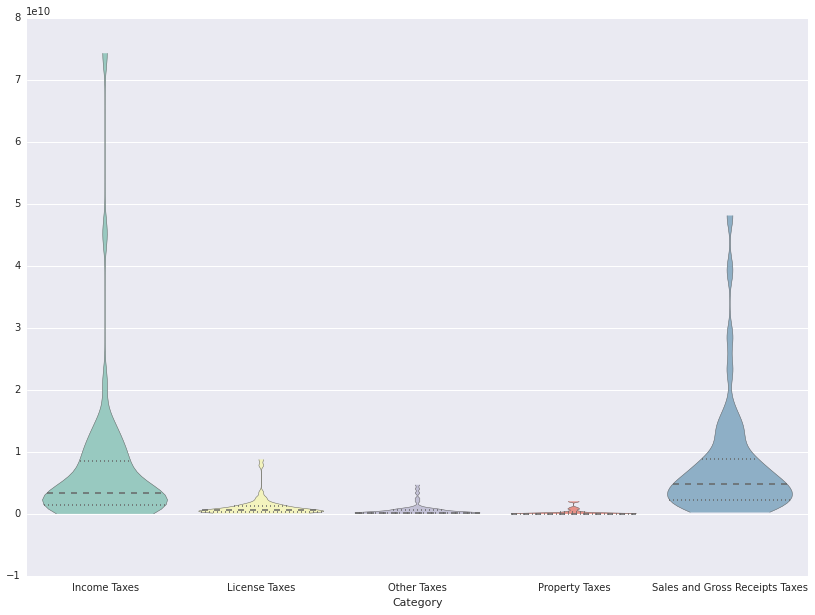 1e10
8
7
6
5
4
3
2
1
0
−1
Income Taxes
License Taxes
Other Taxes
Property Taxes
Sales and Gross Receipts Taxes
Category